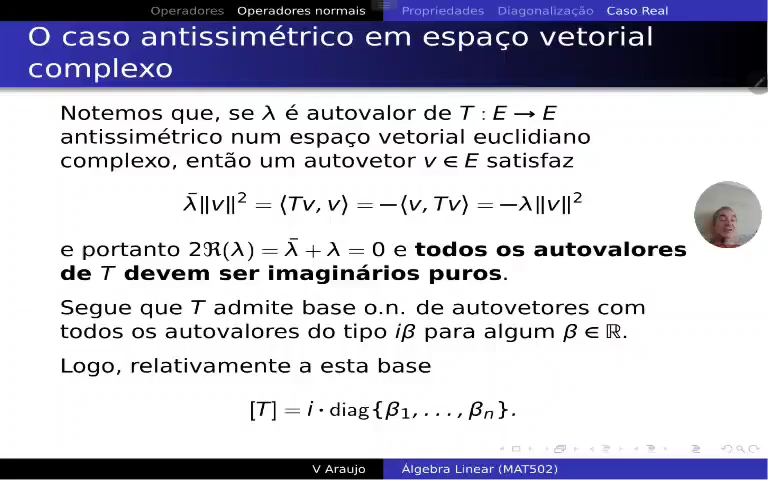 Operadores Operadores normais Propriedades Diagonalização Caso Real
O caso antissimétrico em espaço vetorial
complexo
Notemos que, se λ é autovalor de T : E → E
antissimétrico num espaço vetorial euclidiano
complexo, então um autovetor v ∈ E satisfaz
λ̄‖v‖² = ⟨Tv, v⟩ = −⟨v, Tv⟩ = −λ‖v‖²
e portanto 2ℜ(λ) = λ̄ + λ = 0 e todos os autovalores
de T devem ser imaginários puros.
Segue que T admite base o.n. de autovetores com
todos os autovalores do tipo iβ para algum β ∈ ℝ.
Logo, relativamente a esta base
[T] = i · diag{β₁, . . . , βₙ}.
V Araujo Álgebra Linear (MAT502)